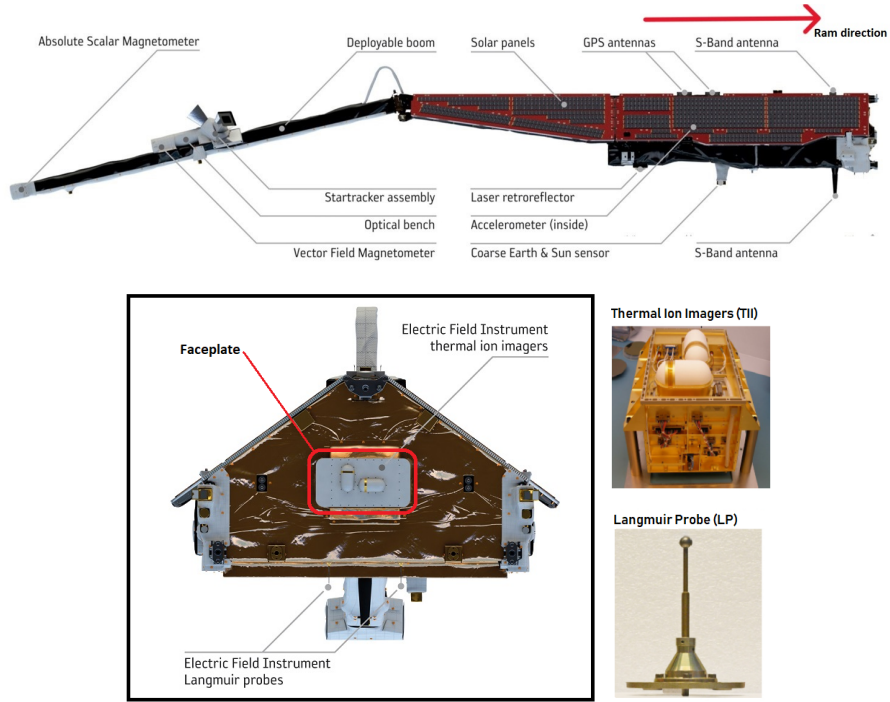 Ram direction
Absolute Scalar Magnetometer
Deployable boom
Solar panels
GPS antennas
S-Band antenna
Startracker assembly
Optical bench
Vector Field Magnetometer
Laser retroreflector
Accelerometer (inside)
Coarse Earth & Sun sensor
S-Band antenna
Faceplate
Electric Field Instrument
thermal ion imagers
Electric Field Instrument
Langmuir probes
Thermal Ion Imagers (TII)
Langmuir Probe (LP)